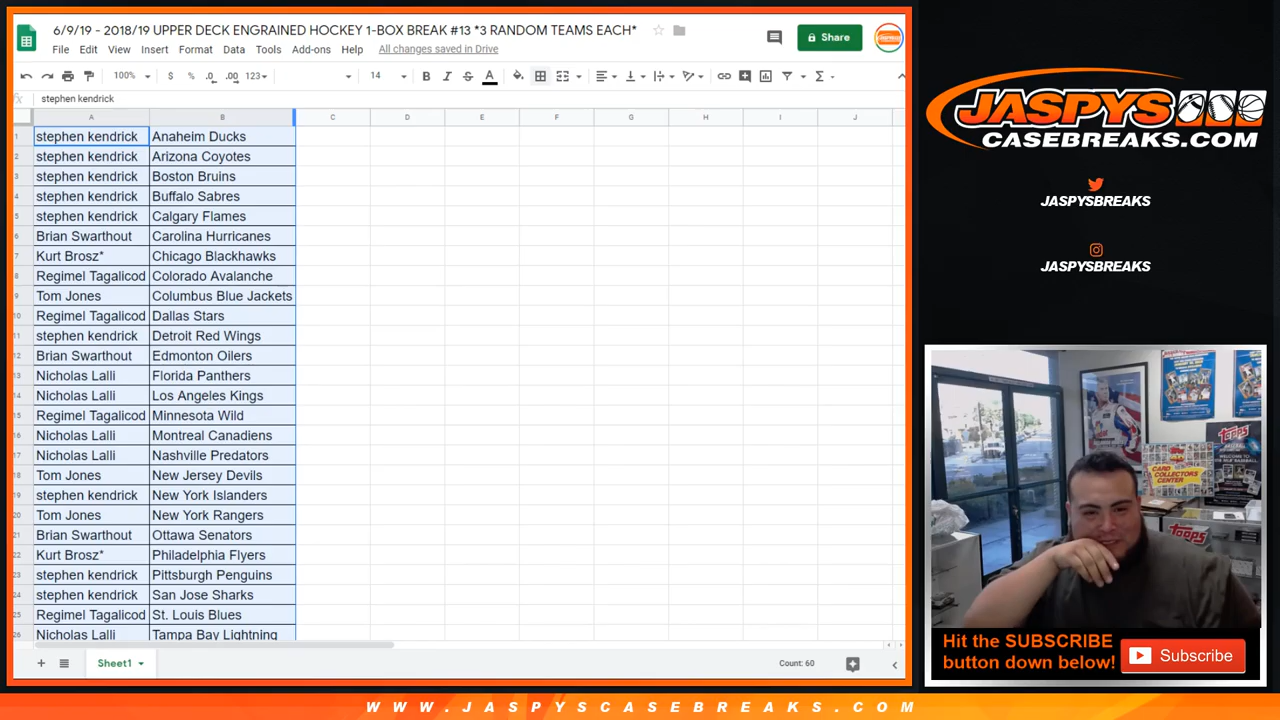 6/9/19 - 2018/19 UPPER DECK ENGRAINED HOCKEY 1-BOX BREAK #13 *3 RANDOM TEAMS EACH*
File Edit View Insert Format Data Tools Add-ons Help All changes saved in Drive
Share
100% $ % .0 .00 123 14 B I S A
fx stephen kendrick
A B C D E F G H I J
1 stephen kendrick Anaheim Ducks
2 stephen kendrick Arizona Coyotes
3 stephen kendrick Boston Bruins
4 stephen kendrick Buffalo Sabres
5 stephen kendrick Calgary Flames
6 Brian Swarthout Carolina Hurricanes
7 Kurt Brosz* Chicago Blackhawks
8 Regimel Tagalicod Colorado Avalanche
9 Tom Jones Columbus Blue Jackets
10 Regimel Tagalicod Dallas Stars
11 stephen kendrick Detroit Red Wings
12 Brian Swarthout Edmonton Oilers
13 Nicholas Lalli Florida Panthers
14 Nicholas Lalli Los Angeles Kings
15 Regimel Tagalicod Minnesota Wild
16 Nicholas Lalli Montreal Canadiens
17 Nicholas Lalli Nashville Predators
18 Tom Jones New Jersey Devils
19 stephen kendrick New York Islanders
20 Tom Jones New York Rangers
21 Brian Swarthout Ottawa Senators
22 Kurt Brosz* Philadelphia Flyers
23 stephen kendrick Pittsburgh Penguins
24 stephen kendrick San Jose Sharks
25 Regimel Tagalicod St. Louis Blues
26 Nicholas Lalli Tampa Bay Lightning
Sheet1
Count: 60
JASPYS
CASEBREAKS.COM
JASPYSBREAKS
JASPYSBREAKS
Topps
CARD
COLLECTORS
CENTER
Topps
Hit the SUBSCRIBE
button down below!
Subscribe
WWW.JASPYSCASEBREAKS.COM